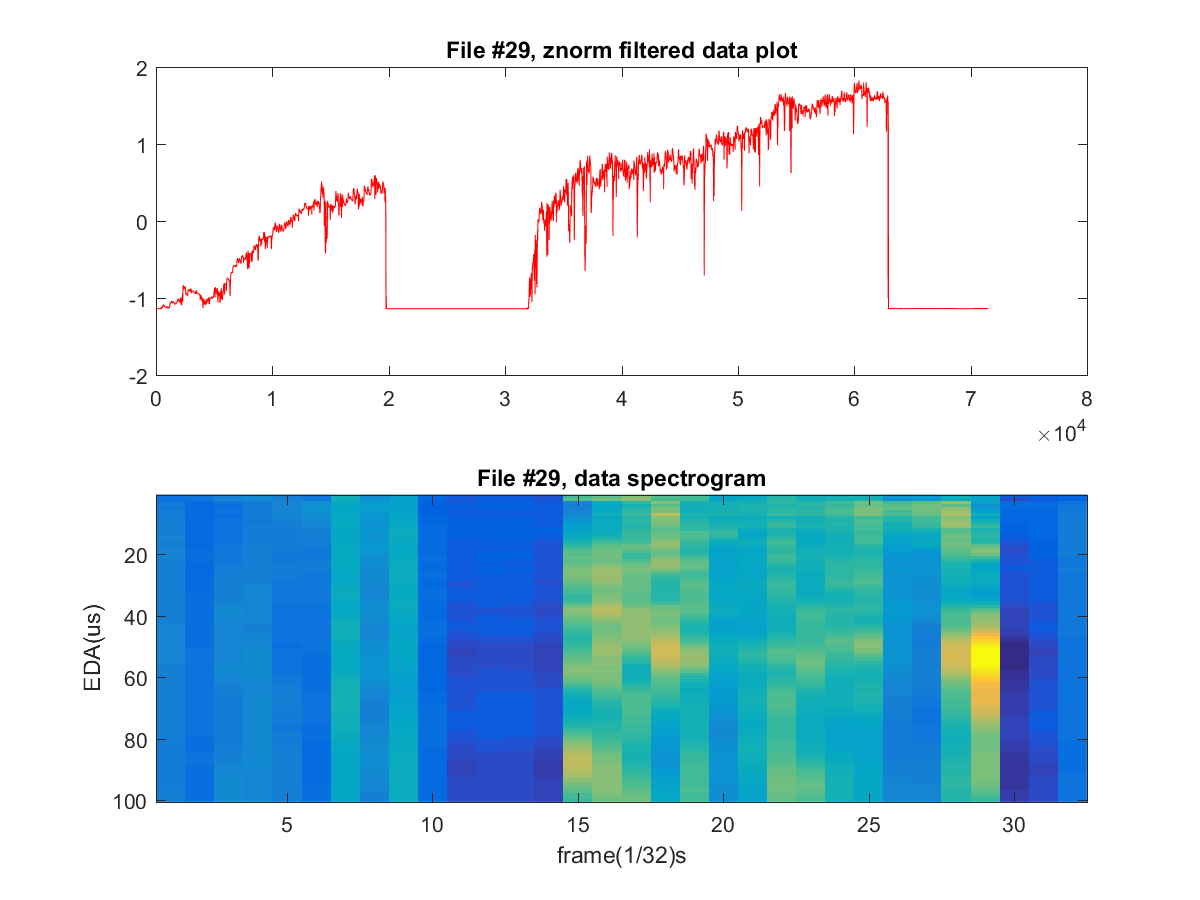 File #29, znorm filtered data plot
2
1
0
-1
-2
0 1 2 3 4 5 6 7 8
×10^4
File #29, data spectrogram
20
40
60
80
100
EDA(us)
5 10 15 20 25 30
frame(1/32)s